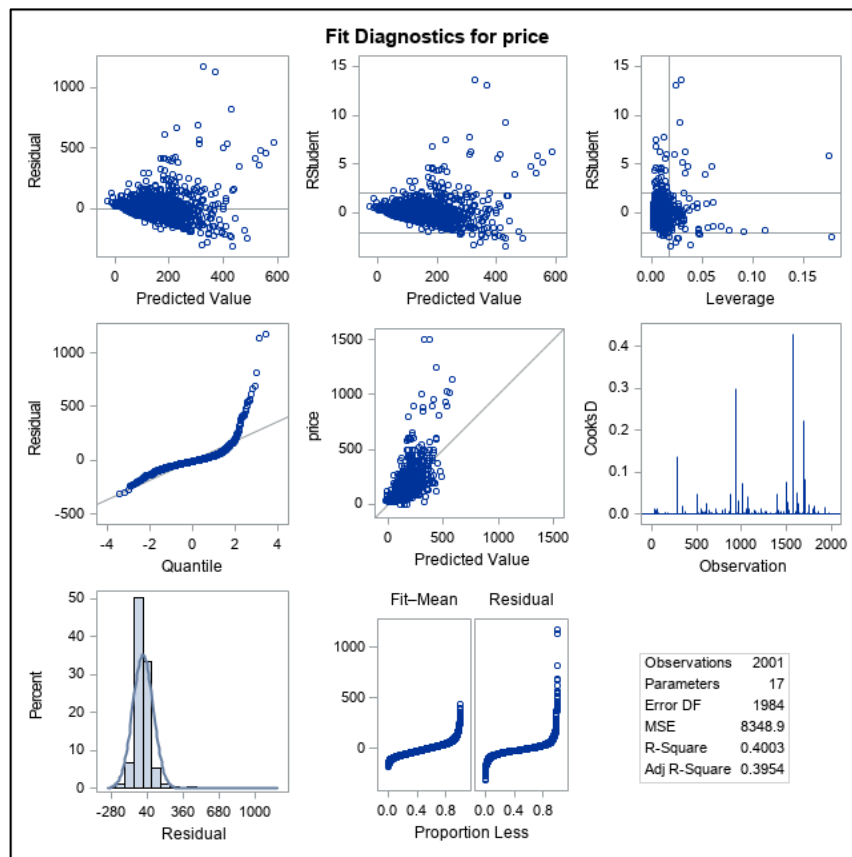 Fit Diagnostics for price
1000
500
0
Residual
0 200 400 600
Predicted Value
15
10
5
0
-5
RStudent
0 200 400 600
Predicted Value
15
10
5
0
-5
RStudent
0.00 0.05 0.10 0.15
Leverage
1000
500
0
-500
Residual
-4 -2 0 2 4
Quantile
1500
1000
500
0
price
0 500 1000 1500
Predicted Value
0.4
0.3
0.2
0.1
0.0
Cook's D
0 500 1000 1500 2000
Observation
50
40
30
20
10
0
Percent
-280 40 360 680 1000
Residual
Fit–Mean Residual
1000
500
0
0.0 0.4 0.8 0.0 0.4 0.8
Proportion Less
Observations 2001
Parameters 17
Error DF 1984
MSE 8348.9
R-Square 0.4003
Adj R-Square 0.3954